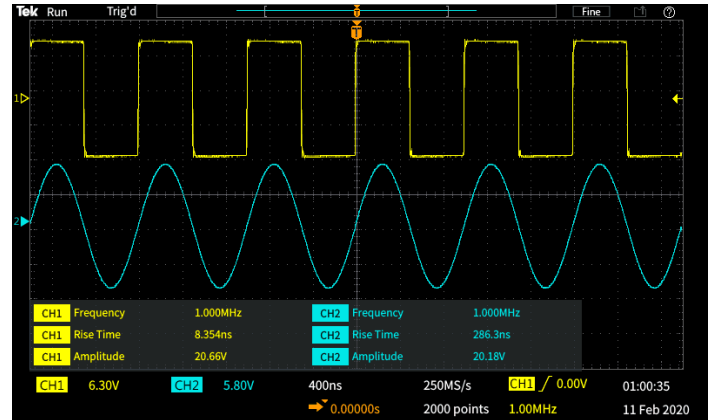 Tek Run Trig'd Fine
T
1
2
CH1 Frequency 1.000MHz CH2 Frequency 1.000MHz
CH1 Rise Time 8.354ns CH2 Rise Time 286.3ns
CH1 Amplitude 20.66V CH2 Amplitude 20.18V
CH1 6.30V CH2 5.80V 400ns 250MS/s CH1 0.00V 01:00:35
0.00000s 2000 points 1.00MHz 11 Feb 2020